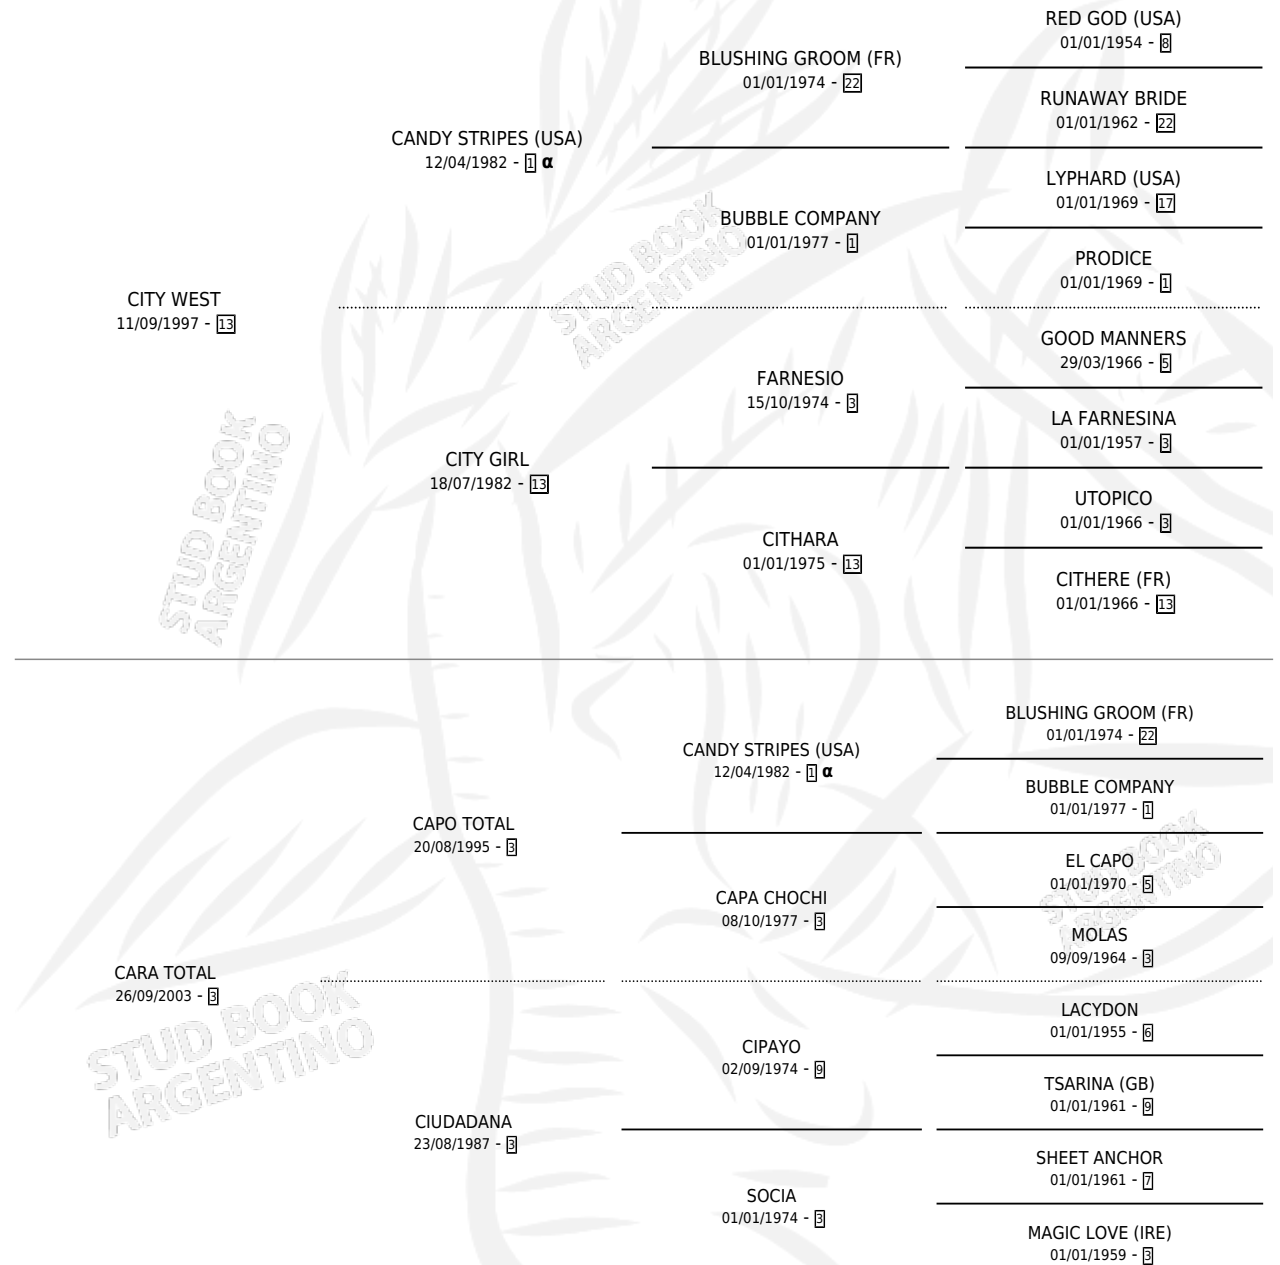 RED GOD (USA)
01/01/1954 - 8
BLUSHING GROOM (FR)
01/01/1974 - 22
RUNAWAY BRIDE
01/01/1962 - 22
CANDY STRIPES (USA)
12/04/1982 - 1 α
LYPHARD (USA)
01/01/1969 - 17
BUBBLE COMPANY
01/01/1977 - 1
PRODICE
01/01/1969 - 1
CITY WEST
11/09/1997 - 13
GOOD MANNERS
29/03/1966 - 5
FARNESIO
15/10/1974 - 3
LA FARNESINA
01/01/1957 - 3
CITY GIRL
18/07/1982 - 13
UTOPICO
01/01/1966 - 3
CITHARA
01/01/1975 - 13
CITHERE (FR)
01/01/1966 - 13
BLUSHING GROOM (FR)
01/01/1974 - 22
CANDY STRIPES (USA)
12/04/1982 - 1 α
BUBBLE COMPANY
01/01/1977 - 1
CAPO TOTAL
20/08/1995 - 3
EL CAPO
01/01/1970 - 5
CAPA CHOCHI
08/10/1977 - 3
MOLAS
09/09/1964 - 3
CARA TOTAL
26/09/2003 - 3
LACYDON
01/01/1955 - 6
CIPAYO
02/09/1974 - 9
TSARINA (GB)
01/01/1961 - 9
CIUDADANA
23/08/1987 - 3
SHEET ANCHOR
01/01/1961 - 7
SOCIA
01/01/1974 - 3
MAGIC LOVE (IRE)
01/01/1959 - 3
STUD BOOK
ARGENTINO
STUD BOOK
ARGENTINO
STUD BOOK
ARGENTINO
STUD BOOK
ARGENTINO